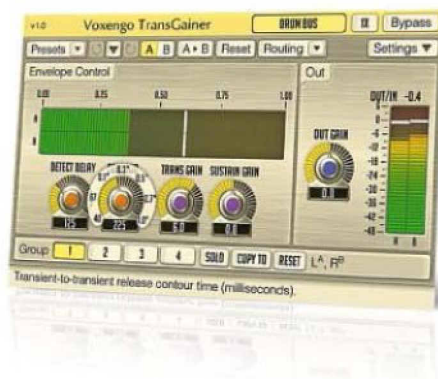 v1.0 Voxengo TransGainer DRUM BUS Bypass
Presets A B A ▸ B Reset Routing Settings
Envelope Control Out
0.00 0.25 0.50 0.75 1.00
OUT/IN -0.4
A
B
OUT GAIN
0.0
DETECT DELAY TRANS GAIN SUSTAIN GAIN
125 225 6.0 0.0
A B
Group 1 2 3 4 SOLO COPY TO RESET L^A, R^B
Transient-to-transient release contour time (milliseconds).